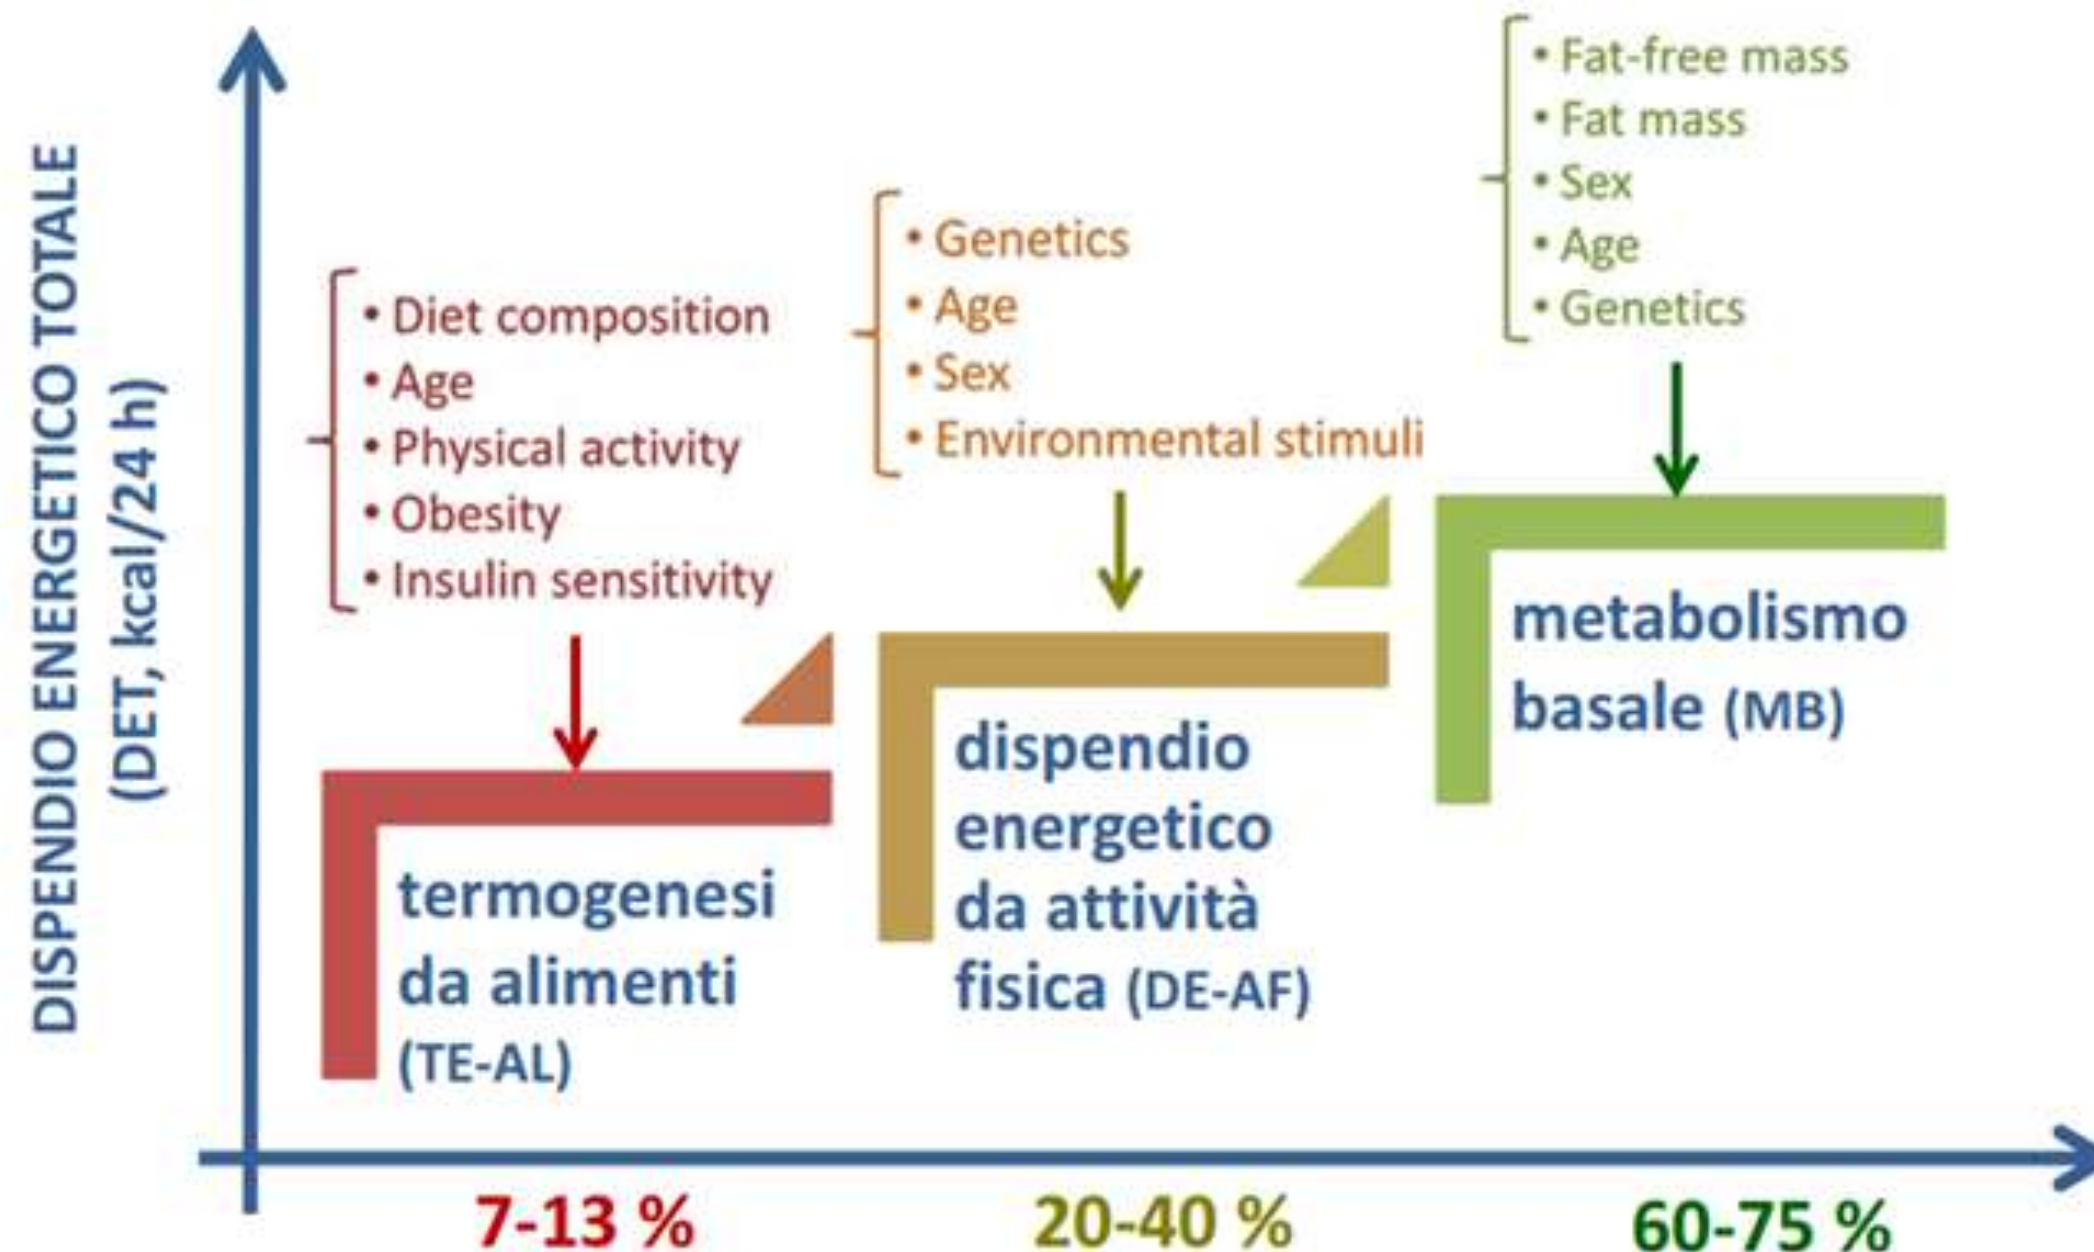 DISPENDIO ENERGETICO TOTALE
(DET, kcal/24 h)
• Diet composition
• Age
• Physical activity
• Obesity
• Insulin sensitivity
termogenesi
da alimenti
(TE-AL)
7-13 %
• Genetics
• Age
• Sex
• Environmental stimuli
dispendio
energetico
da attività
fisica (DE-AF)
20-40 %
• Fat-free mass
• Fat mass
• Sex
• Age
• Genetics
metabolismo
basale (MB)
60-75 %